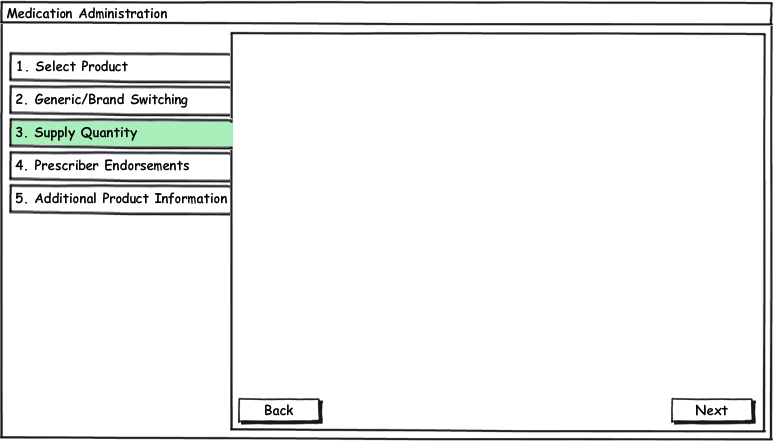 Medication Administration
1. Select Product
2. Generic/Brand Switching
3. Supply Quantity
4. Prescriber Endorsements
5. Additional Product Information
Back
Next